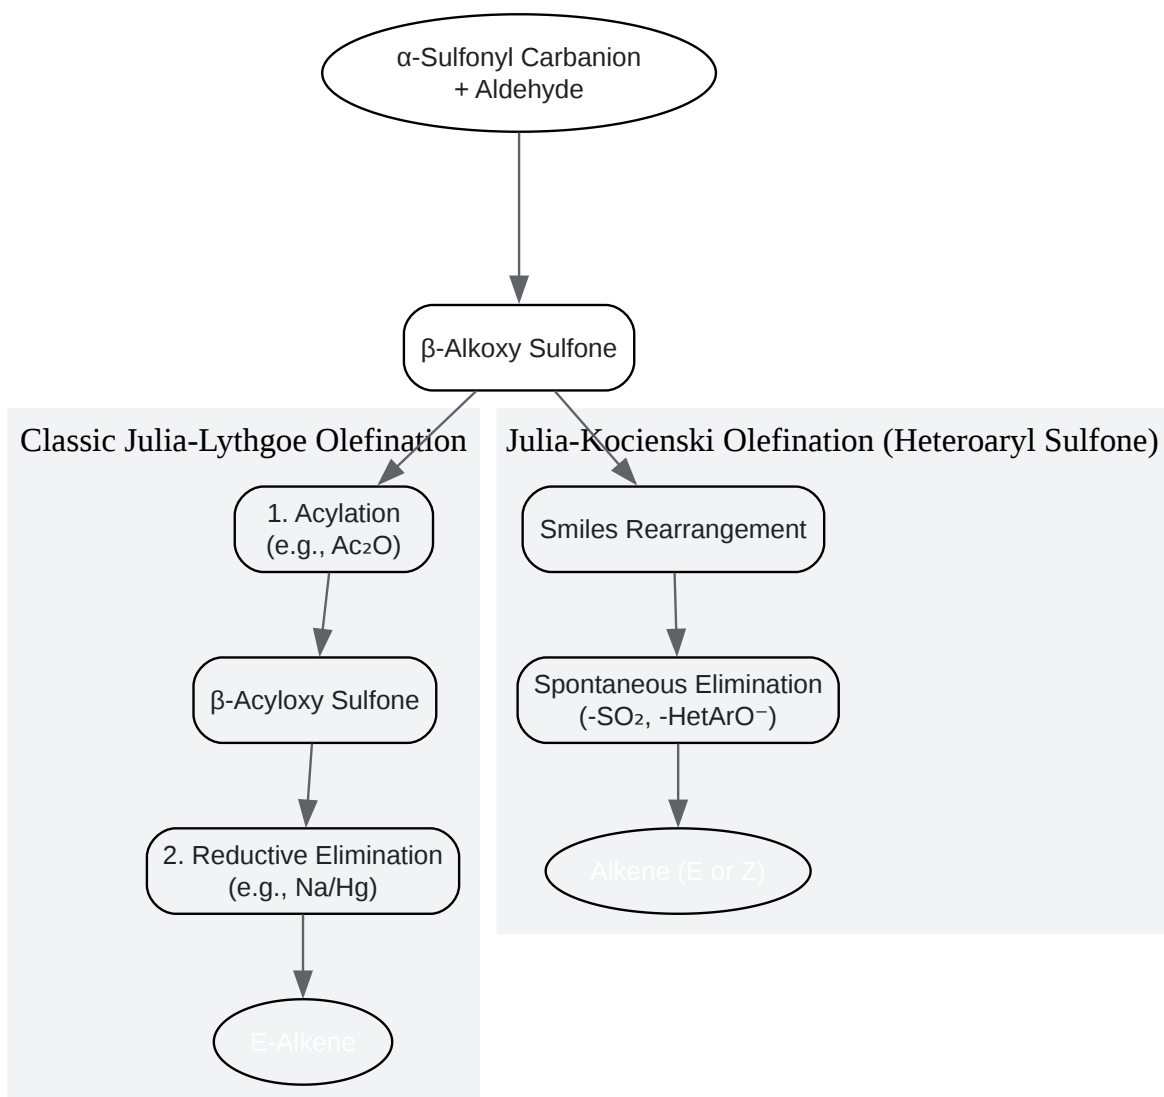 α-Sulfonyl Carbanion
+ Aldehyde
β-Alkoxy Sulfone
Classic Julia-Lythgoe Olefination
1. Acylation
(e.g., Ac₂O)
β-Acyloxy Sulfone
2. Reductive Elimination
(e.g., Na/Hg)
E-Alkene
Julia-Kocienski Olefination (Heteroaryl Sulfone)
Smiles Rearrangement
Spontaneous Elimination
(-SO₂, -HetArO⁻)
Alkene (E or Z)